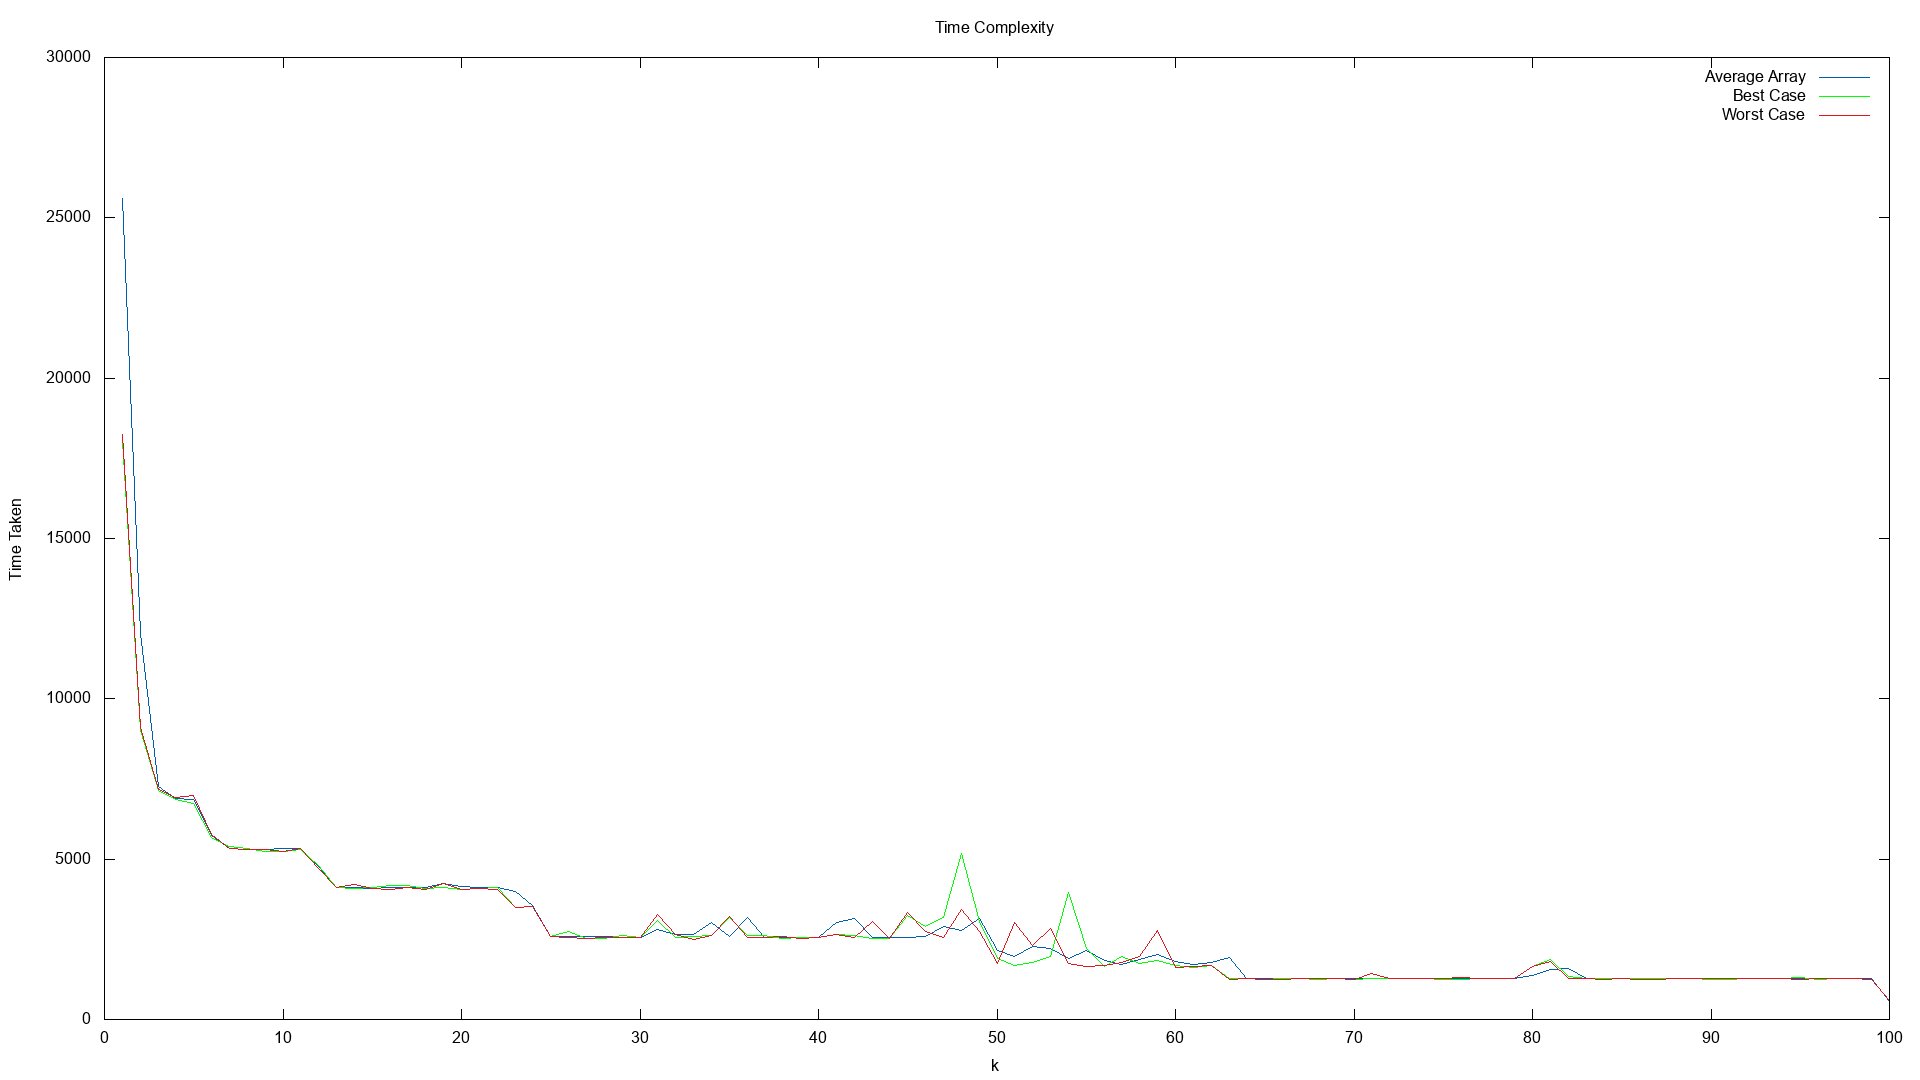 Time Complexity
30000
25000
20000
15000
10000
5000
0
Time Taken
Average Array
Best Case
Worst Case
0 10 20 30 40 50 60 70 80 90 100
k